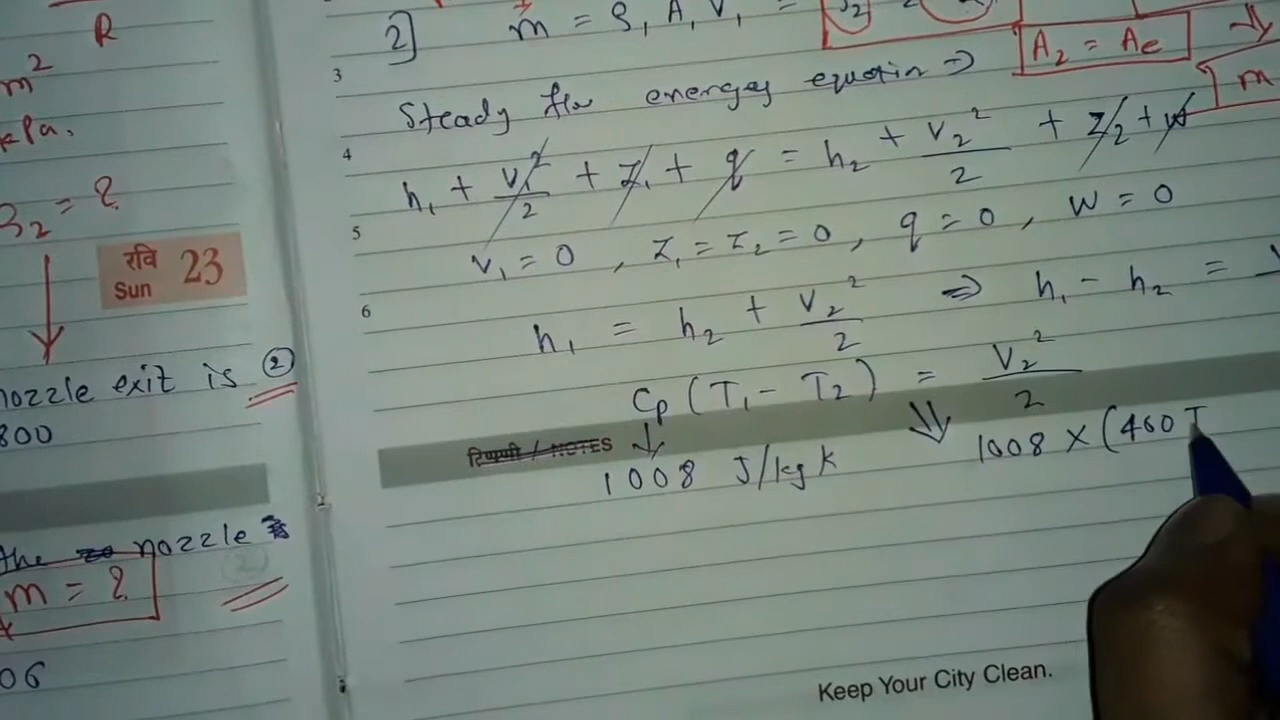 R
m²
kPa.
2
रवि
Sun 23
nozzle exit is ②
800
the nozzle
m = ?
06
2]
ṁ = ρ₁ A₁ V₁ =
A₂ = Ae
m
3
Steady flow energy equation ⇒
4
h₁ + V₁²/2 + Z₁ + q = h₂ + V₂²/2 + Z₂ + W
5
V₁ = 0 , Z₁ = Z₂ = 0 , q = 0 , W = 0
6
h₁ = h₂ + V₂²/2 ⇒ h₁ - h₂ =
Cp (T₁ - T₂) = V₂²/2
टिप्पणी / NOTES
1008 J/kg K
1008 × (460
Keep Your City Clean.